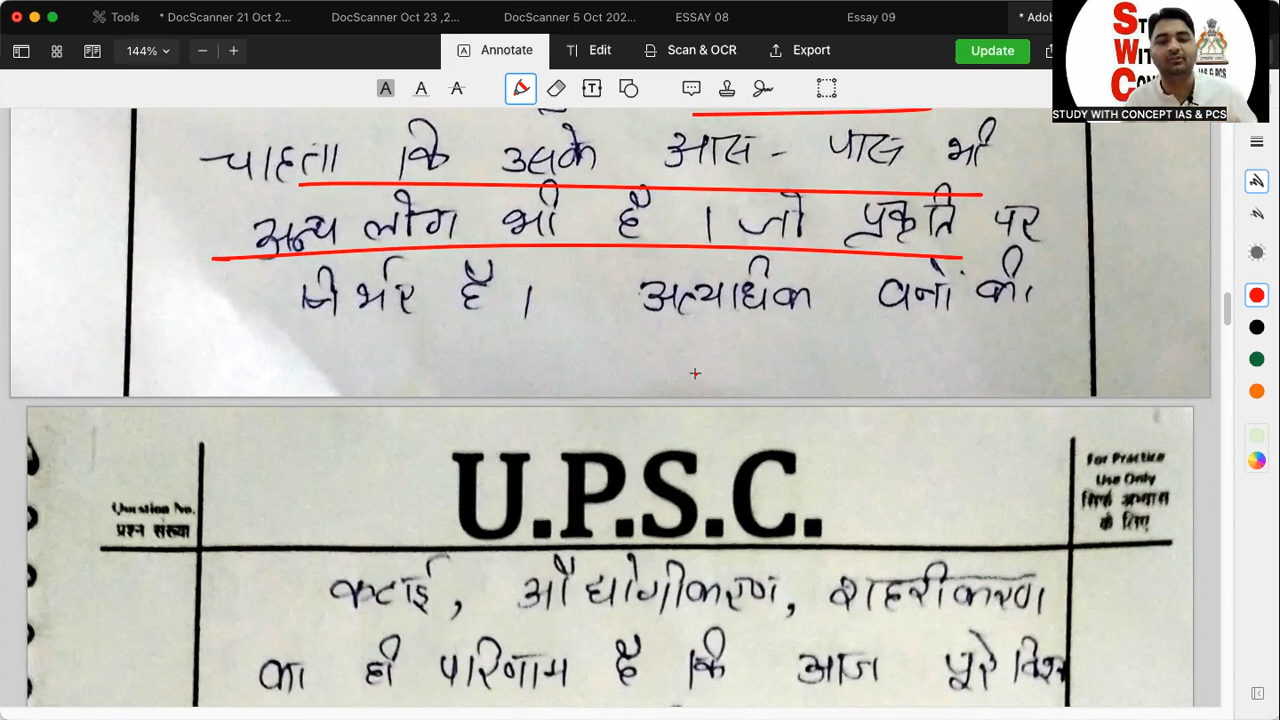 Tools
* DocScanner 21 Oct 2...
DocScanner Oct 23 ,2...
DocScanner 5 Oct 202...
ESSAY 08
Essay 09
* Adob
144%
Annotate
Edit
Scan & OCR
Export
Update
STUDY WITH CONCEPT IAS & PCS
चाहता कि उसके आस - पास भी
अन्य लोग भी है । जो प्रकृति पर
निर्भर है । अत्याधिक वनों की
U.P.S.C.
Question No.
प्रश्न संख्या
For Practice
Use Only
सिर्फ अभ्यास
के लिए
कटाई, औद्योगीकरण, शहरीकरण
का ही परिणाम है कि आज पूरे विश्व